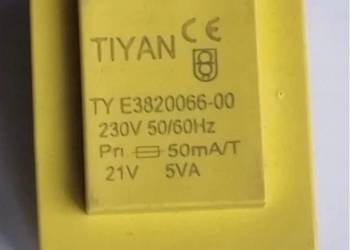 TIYAN CE
TY E3820066-00
230V 50/60Hz
Pri 50mA/T
21V 5VA